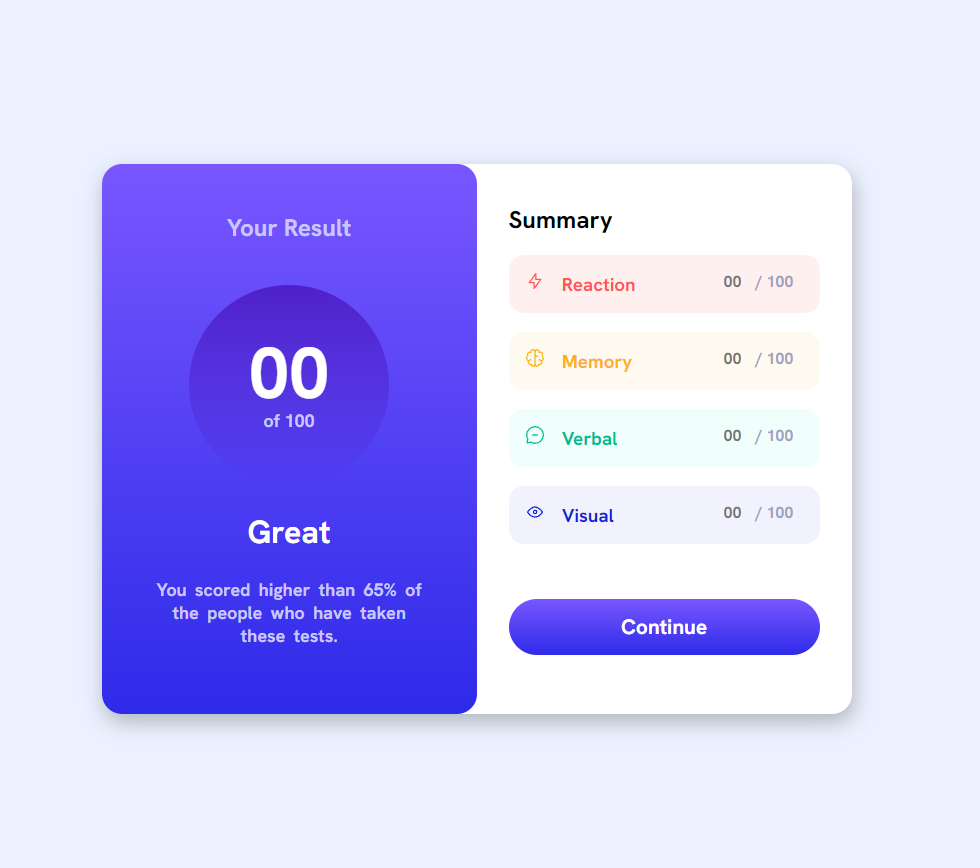 Your Result
00
of 100
Great
You scored higher than 65% of
the people who have taken
these tests.
Summary
Reaction 00 / 100
Memory 00 / 100
Verbal 00 / 100
Visual 00 / 100
Continue